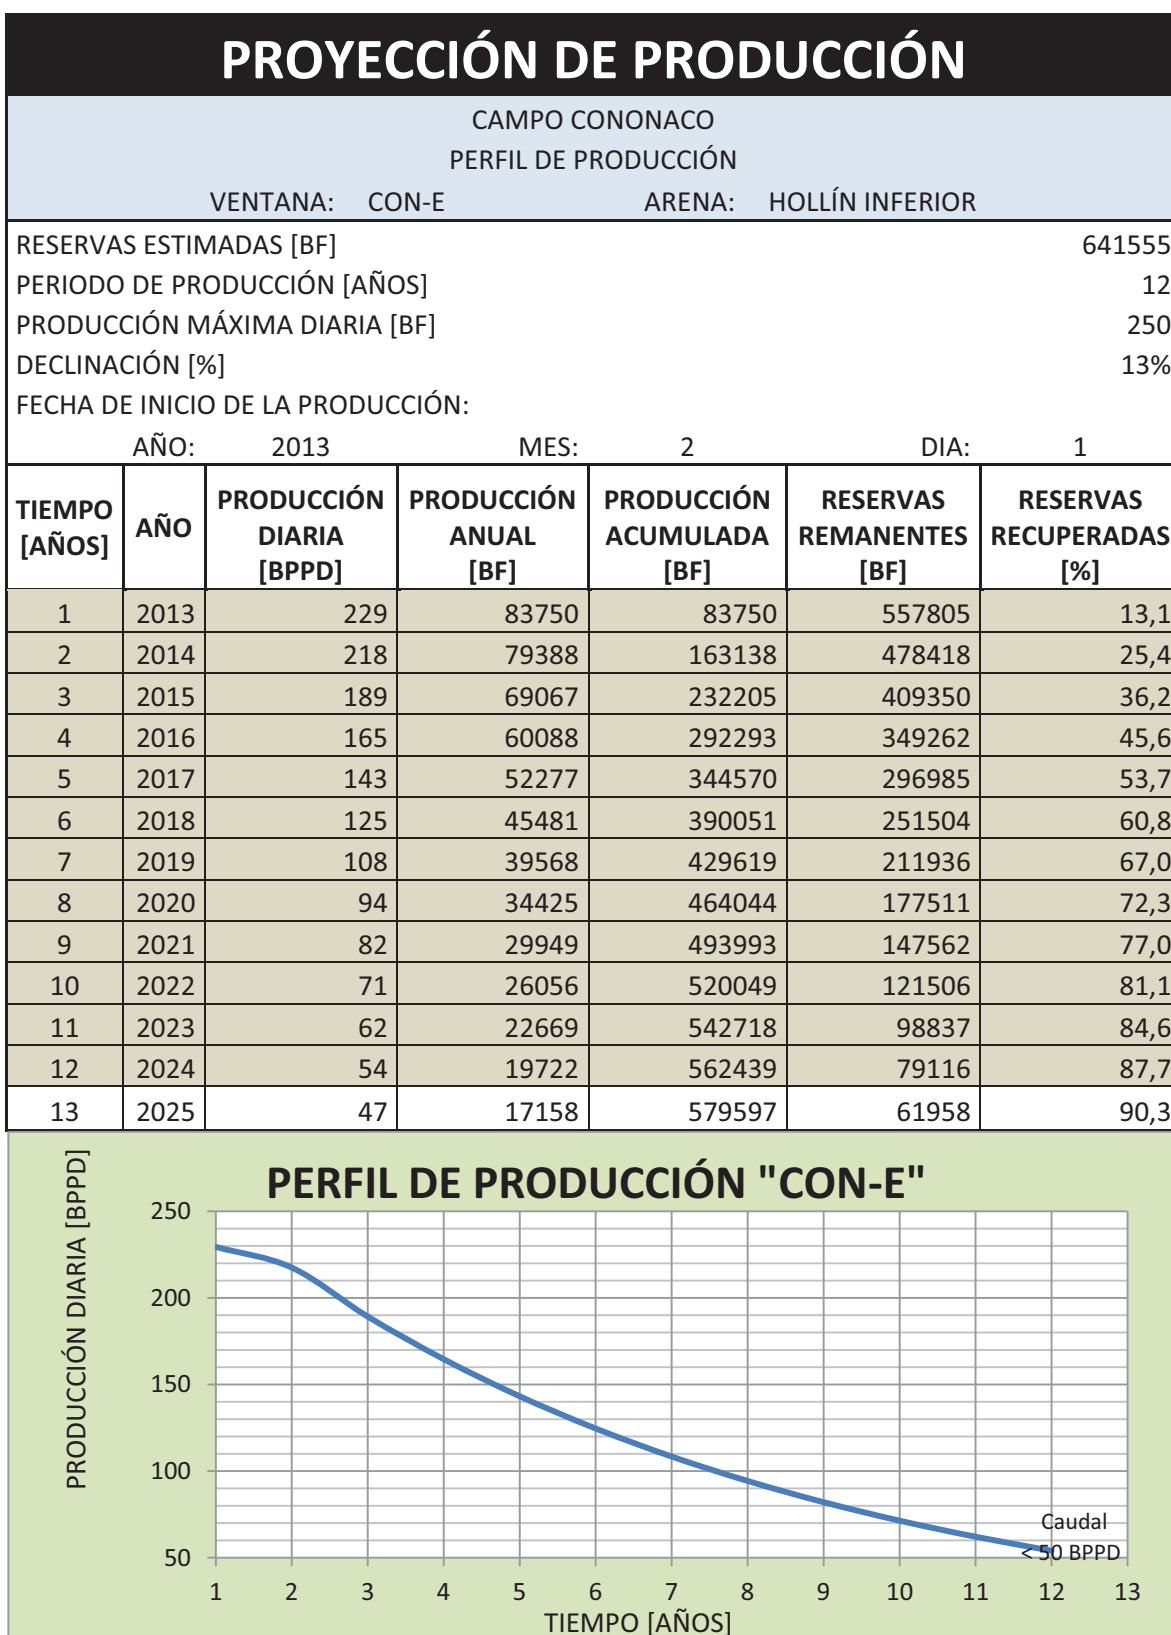 PROYECCIÓN DE PRODUCCIÓN
CAMPO CONONACO
PERFIL DE PRODUCCIÓN
VENTANA: CON-E ARENA: HOLLÍN INFERIOR
RESERVAS ESTIMADAS [BF] 641555
PERIODO DE PRODUCCIÓN [AÑOS] 12
PRODUCCIÓN MÁXIMA DIARIA [BF] 250
DECLINACIÓN [%] 13%
FECHA DE INICIO DE LA PRODUCCIÓN:
AÑO: 2013 MES: 2 DIA: 1
TIEMPO [AÑOS] AÑO PRODUCCIÓN DIARIA [BPPD] PRODUCCIÓN ANUAL [BF] PRODUCCIÓN ACUMULADA [BF] RESERVAS REMANENTES [BF] RESERVAS RECUPERADAS [%]
1 2013 229 83750 83750 557805 13,1
2 2014 218 79388 163138 478418 25,4
3 2015 189 69067 232205 409350 36,2
4 2016 165 60088 292293 349262 45,6
5 2017 143 52277 344570 296985 53,7
6 2018 125 45481 390051 251504 60,8
7 2019 108 39568 429619 211936 67,0
8 2020 94 34425 464044 177511 72,3
9 2021 82 29949 493993 147562 77,0
10 2022 71 26056 520049 121506 81,1
11 2023 62 22669 542718 98837 84,6
12 2024 54 19722 562439 79116 87,7
13 2025 47 17158 579597 61958 90,3
PERFIL DE PRODUCCIÓN "CON-E"
PRODUCCIÓN DIARIA [BPPD]
250
200
150
100
50
Caudal
< 50 BPPD
1 2 3 4 5 6 7 8 9 10 11 12 13
TIEMPO [AÑOS]